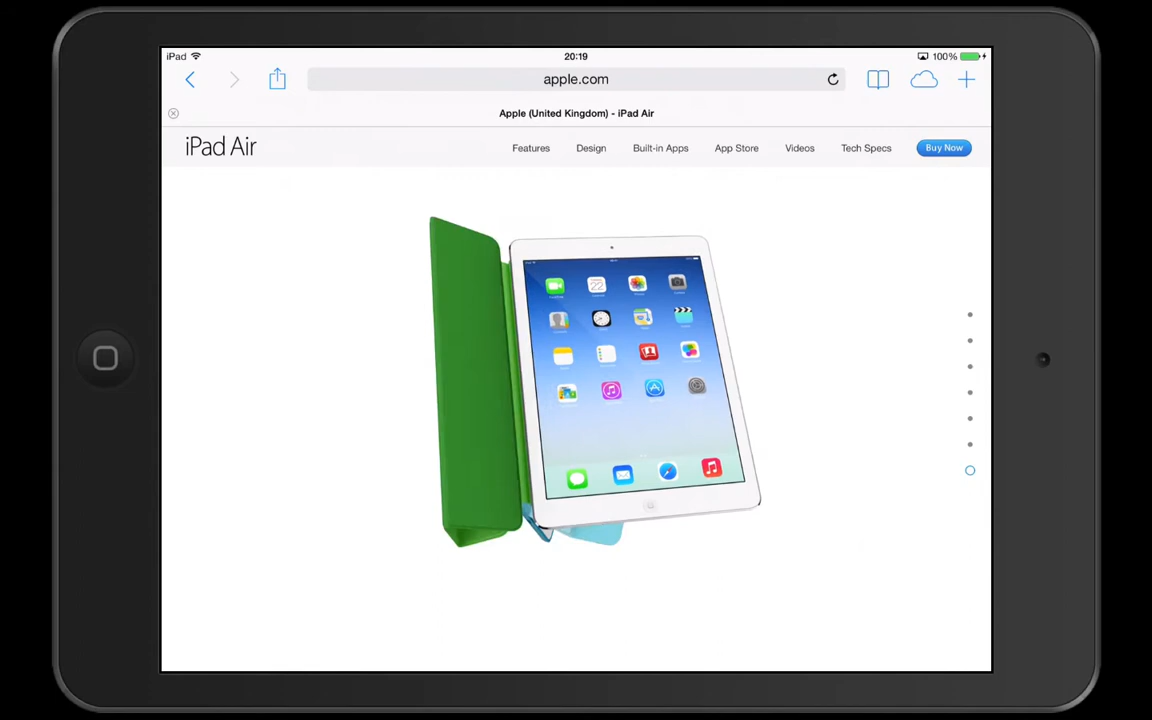 iPad 20:19 100%
apple.com
Apple (United Kingdom) - iPad Air
iPad Air Features Design Built-in Apps App Store Videos Tech Specs Buy Now
22